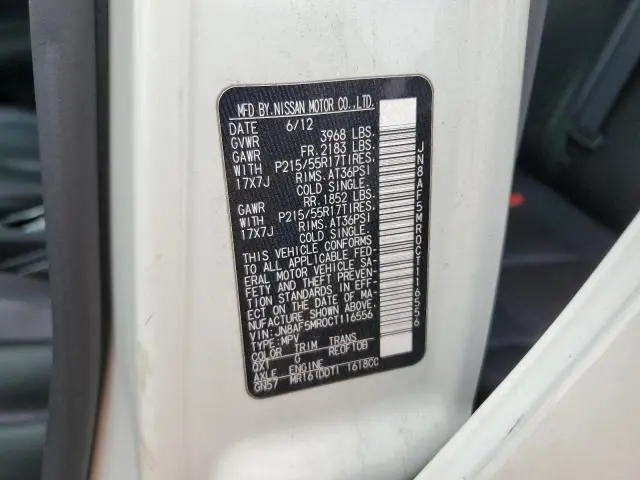 MFD BY.NISSAN MOTOR CO.,LTD.
DATE 6/12
GVWR 3968 LBS.
GAWR FR.2183 LBS.
WITH P215/55R17TIRES.
17X7J RIMS.AT36PSI
COLD SINGLE.
GAWR RR.1852 LBS.
WITH P215/55R17TIRES.
17X7J RIMS.AT36PSI
COLD SINGLE.
THIS VEHICLE CONFORMS
TO ALL APPLICABLE FED-
ERAL MOTOR VEHICLE SA-
FETY AND THEFT PREVEN-
TION STANDARDS IN EFF-
ECT ON THE DATE OF MA-
NUFACTURE SHOWN ABOVE.
VIN:JN8AF5MR0CT116556
TYPE:MPV
COLOR TRIM TRANS
QX1 G RE0F10B
AXLE ENGINE
GN57 MR16(DDT) 1618CC
JN8AF5MR0CT116556